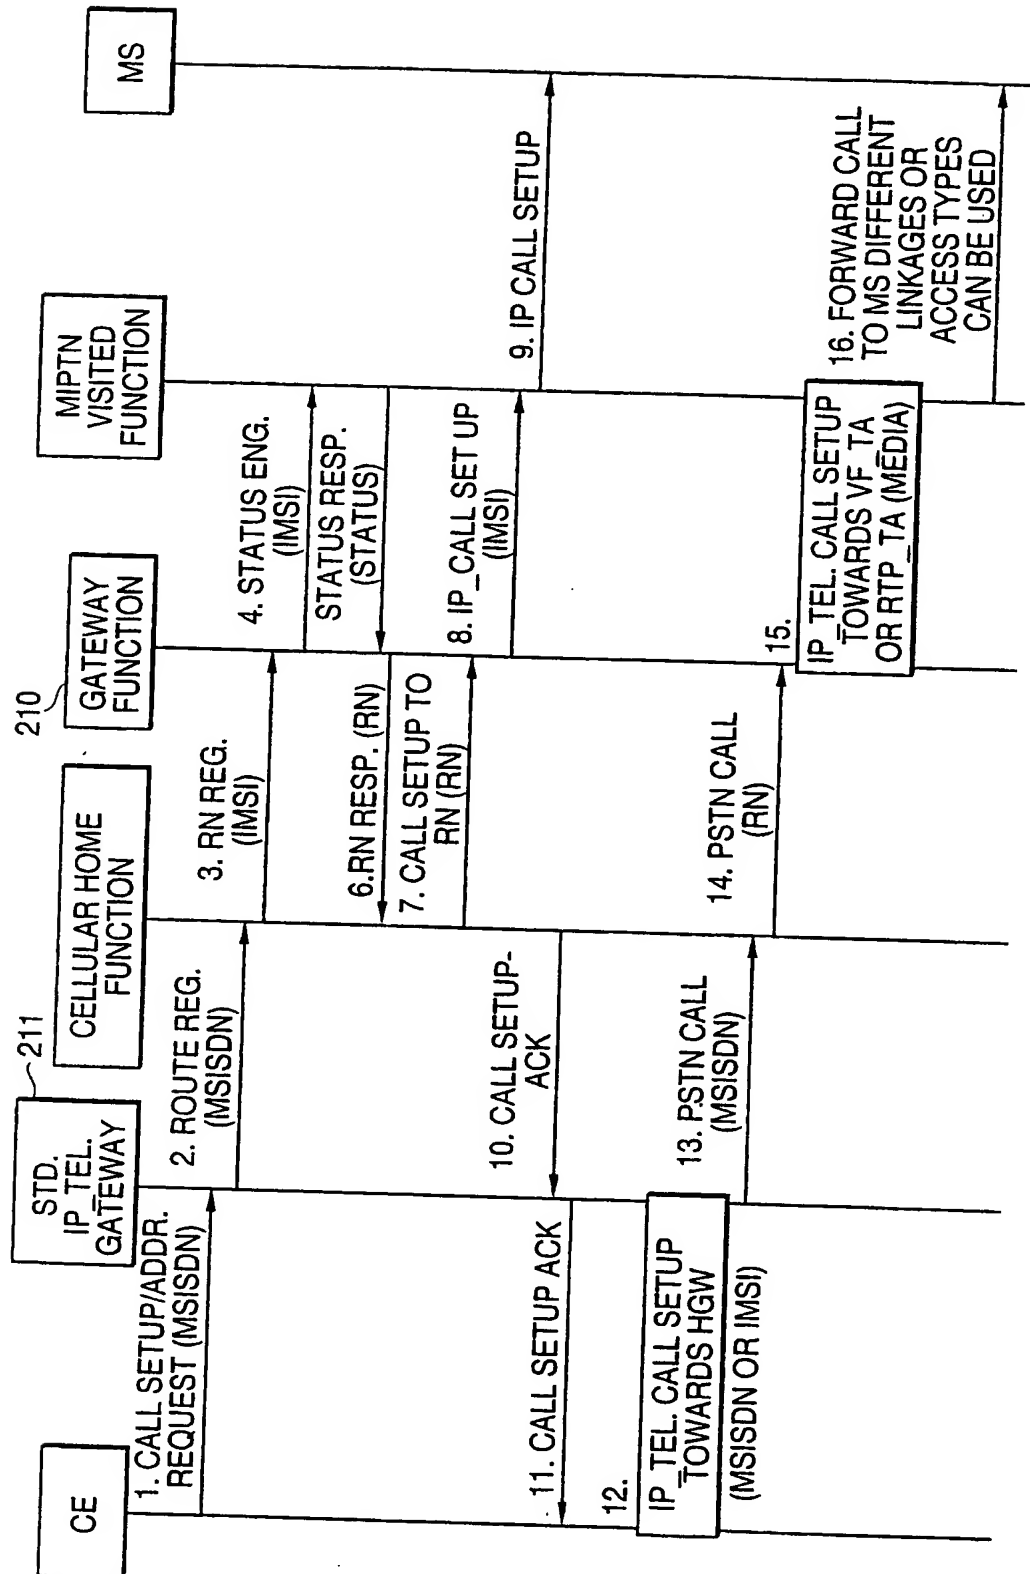 CE
STD.
IP_TEL.
GATEWAY
211
CELLULAR HOME
FUNCTION
210
GATEWAY
FUNCTION
MIPTN
VISITED
FUNCTION
MS
1. CALL SETUP/ADDR.
REQUEST (MSISDN)
2. ROUTE REG.
(MSISDN)
3. RN REG.
(IMSI)
4. STATUS ENG.
(IMSI)
STATUS RESP.
(STATUS)
6.RN RESP. (RN)
7. CALL SETUP TO
RN (RN)
8. IP_CALL SET UP
(IMSI)
9. IP CALL SETUP
10. CALL SETUP-
ACK
11. CALL SETUP ACK
12.
IP_TEL. CALL SETUP
TOWARDS HGW
(MSISDN OR IMSI)
13. PSTN CALL
(MSISDN)
14. PSTN CALL
(RN)
15.
IP_TEL. CALL SETUP
TOWARDS VF_TA
OR RTP_TA (MEDIA)
16. FORWARD CALL
TO MS DIFFERENT
LINKAGES OR
ACCESS TYPES
CAN BE USED